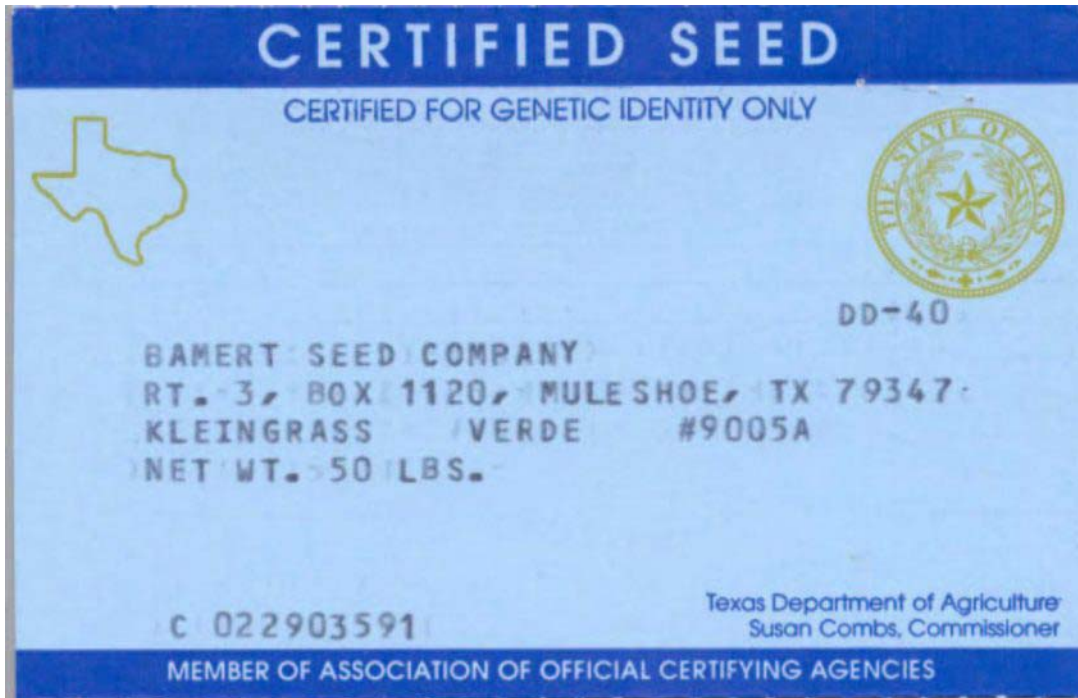 CERTIFIED SEED
CERTIFIED FOR GENETIC IDENTITY ONLY
THE STATE OF TEXAS
DD-40
BAMERT SEED COMPANY
RT. 3, BOX 1120, MULESHOE, TX 79347
KLEINGRASS VERDE #9005A
NET WT. 50 LBS.
C 022903591
Texas Department of Agriculture
Susan Combs, Commissioner
MEMBER OF ASSOCIATION OF OFFICIAL CERTIFYING AGENCIES